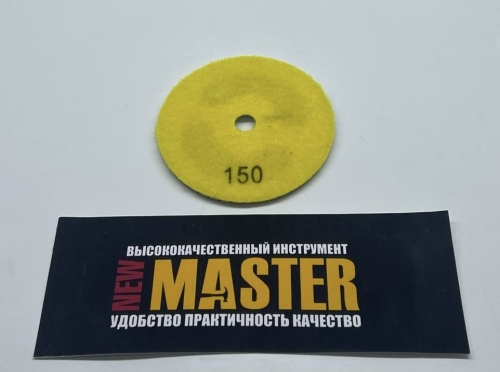 150
ВЫСОКОКАЧЕСТВЕННЫЙ ИНСТРУМЕНТ
NEW MASTER
УДОБСТВО ПРАКТИЧНОСТЬ КАЧЕСТВО